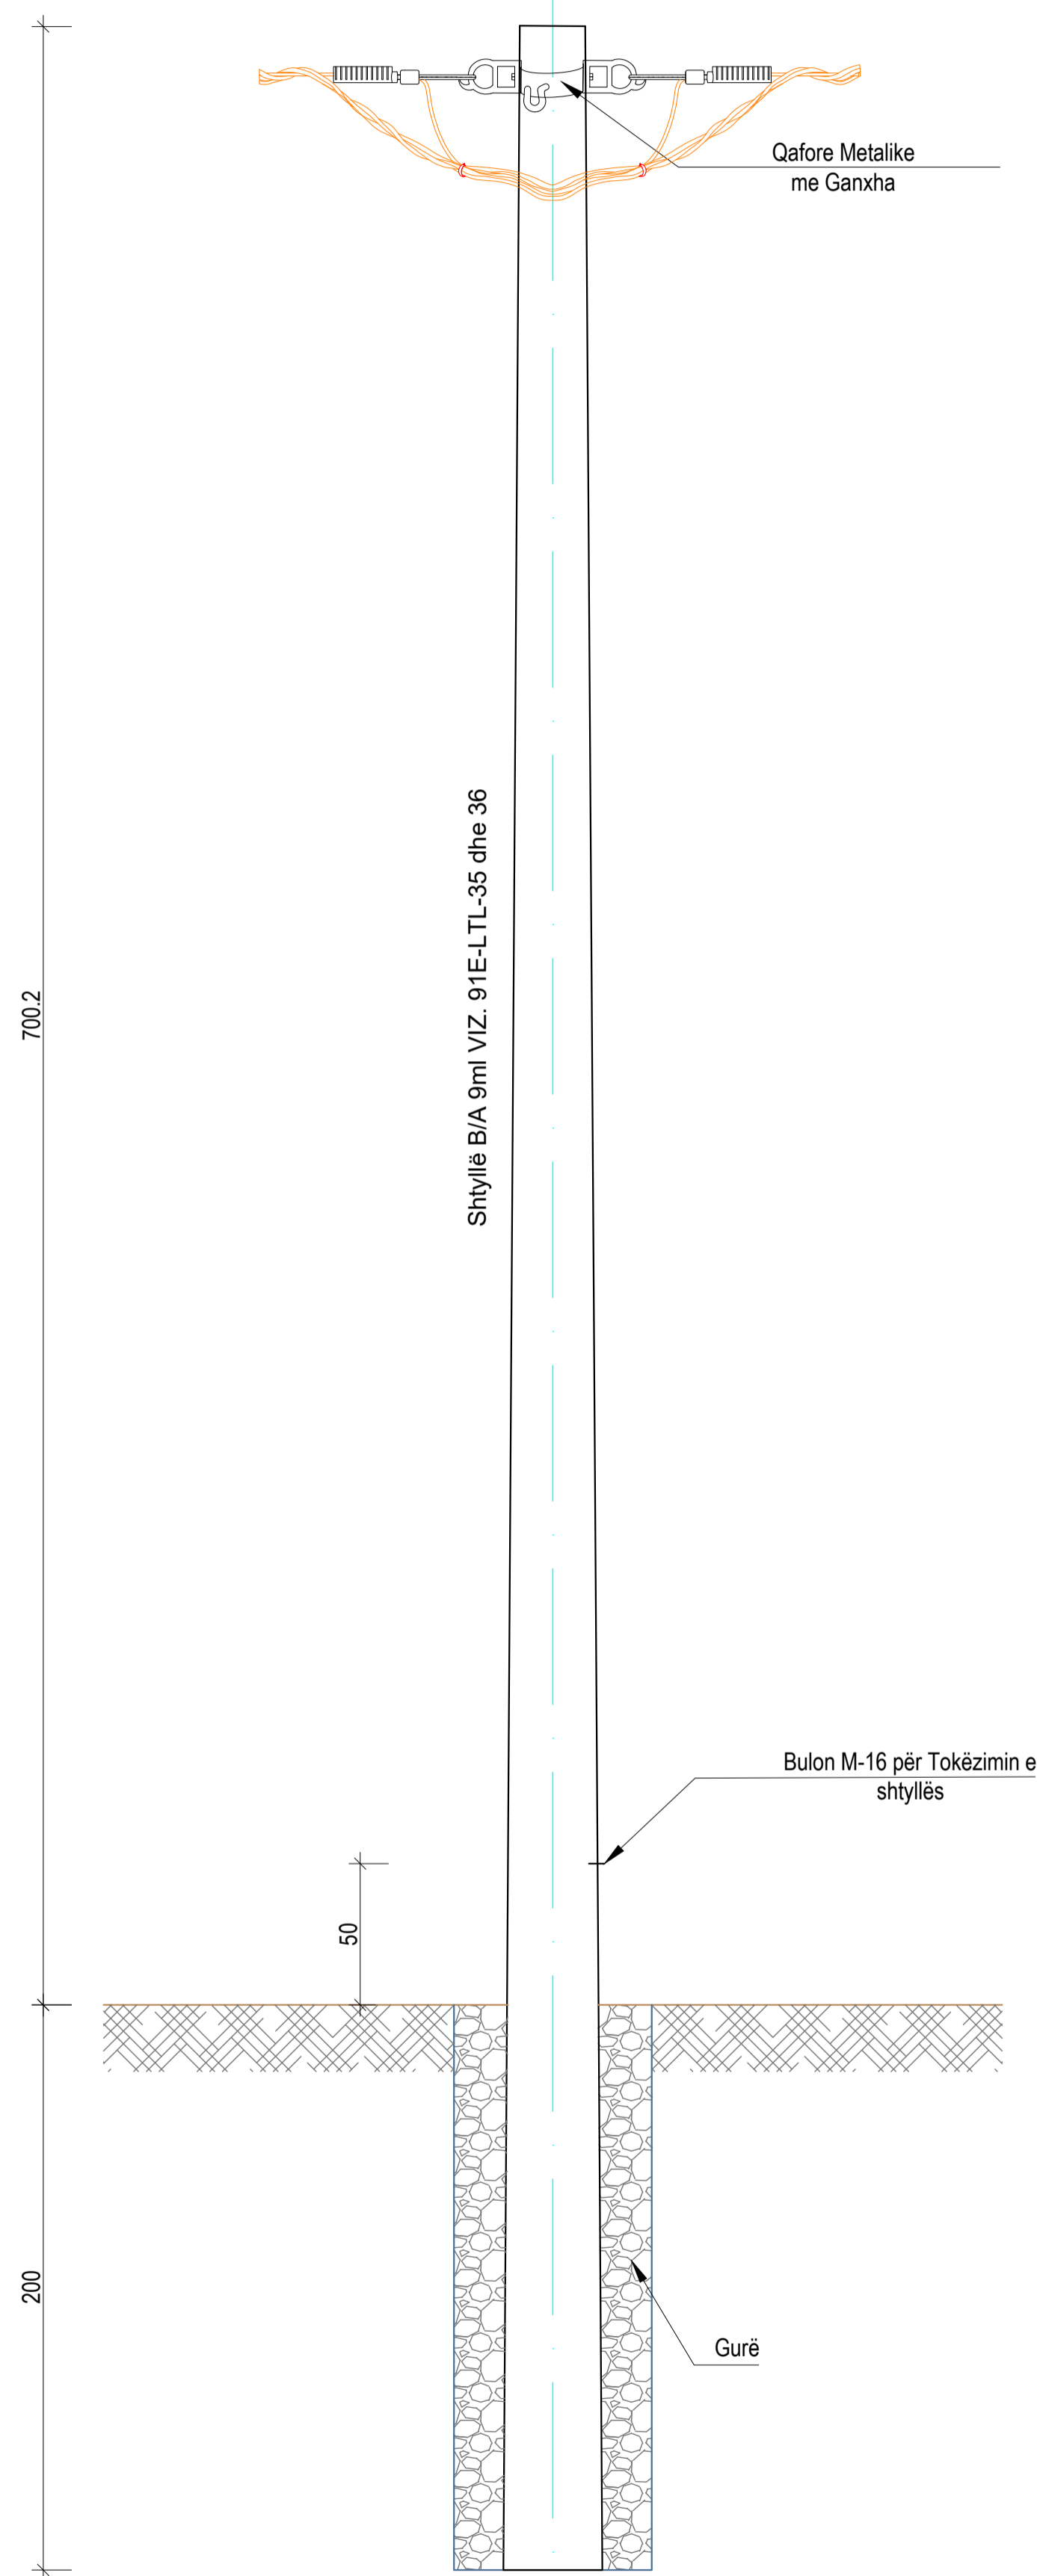 Qafore Metalike
me Ganxha
Shtyllë B/A 9ml VIZ. 91E-LTL-35 dhe 36
700.2
Bulon M-16 për Tokëzimin e
shtyllës
50
200
Gurë